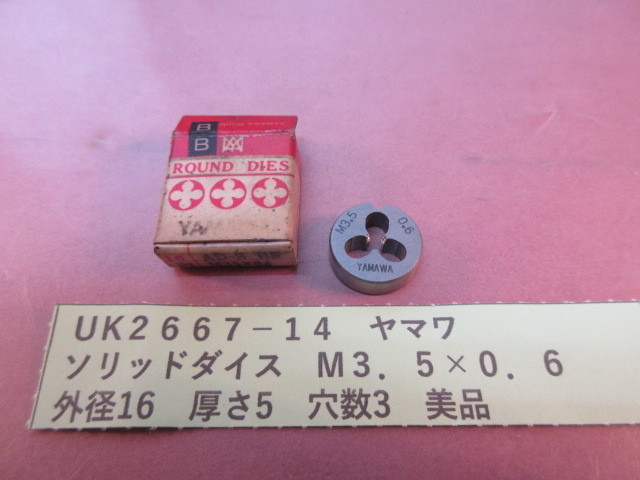 B
B
ROUND DIES
YA
M3.5 0.6
YAMAWA
UK2667-14 ヤマワ
ソリッドダイス M3.5×0.6
外径16 厚さ5 穴数3 美品